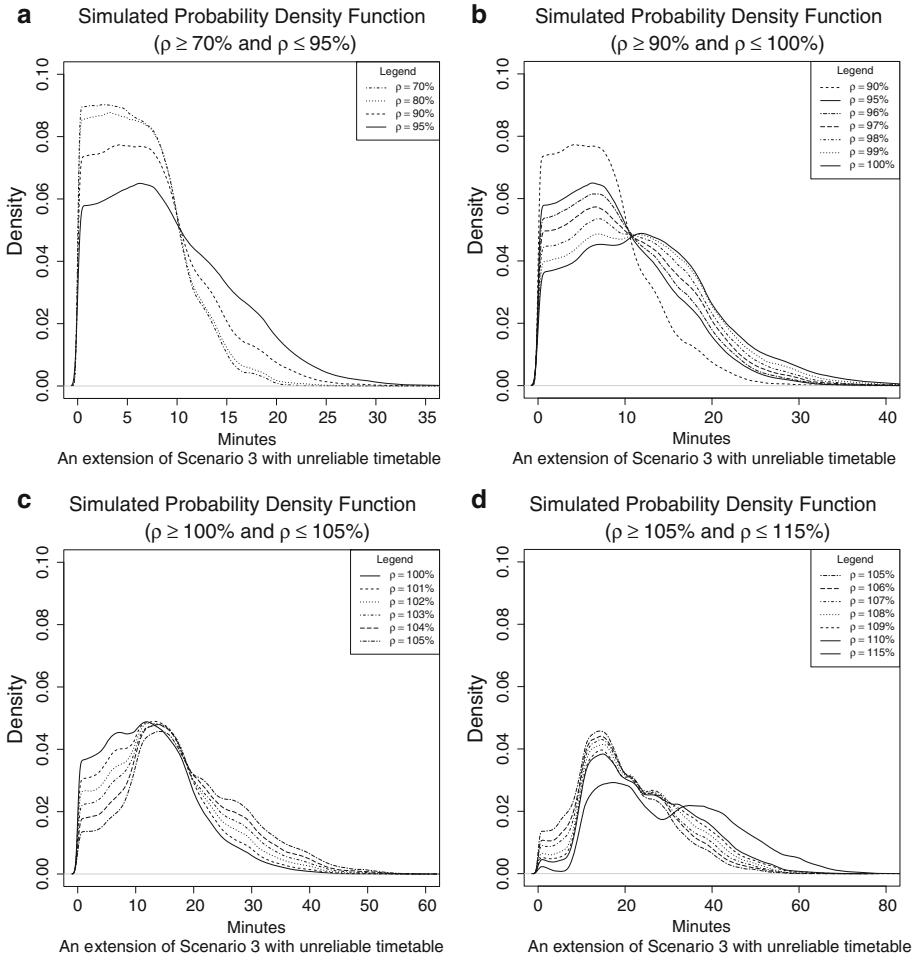 a
Simulated Probability Density Function
(ρ ≥ 70% and ρ ≤ 95%)
Density
0.00
0.02
0.04
0.06
0.08
0.10
Legend
ρ = 70%
ρ = 80%
ρ = 90%
ρ = 95%
0 5 10 15 20 25 30 35
Minutes
An extension of Scenario 3 with unreliable timetable
b
Simulated Probability Density Function
(ρ ≥ 90% and ρ ≤ 100%)
Density
0.00
0.02
0.04
0.06
0.08
0.10
Legend
ρ = 90%
ρ = 95%
ρ = 96%
ρ = 97%
ρ = 98%
ρ = 99%
ρ = 100%
0 10 20 30 40
Minutes
An extension of Scenario 3 with unreliable timetable
c
Simulated Probability Density Function
(ρ ≥ 100% and ρ ≤ 105%)
Density
0.00
0.02
0.04
0.06
0.08
0.10
Legend
ρ = 100%
ρ = 101%
ρ = 102%
ρ = 103%
ρ = 104%
ρ = 105%
0 10 20 30 40 50 60
Minutes
An extension of Scenario 3 with unreliable timetable
d
Simulated Probability Density Function
(ρ ≥ 105% and ρ ≤ 115%)
Density
0.00
0.02
0.04
0.06
0.08
0.10
Legend
ρ = 105%
ρ = 106%
ρ = 107%
ρ = 108%
ρ = 109%
ρ = 110%
ρ = 115%
0 20 40 60 80
Minutes
An extension of Scenario 3 with unreliable timetable